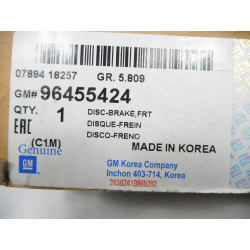 07894 18257 GR. 5.809
GM# 96455424
QTY. 1 DISC-BRAKE,FRT
DISQUE-FREIN
DISCO-FRENO
EAC
(C1M) MADE IN KOREA
GM Genuine
GM Korea Company
Inchon 403-714, Korea